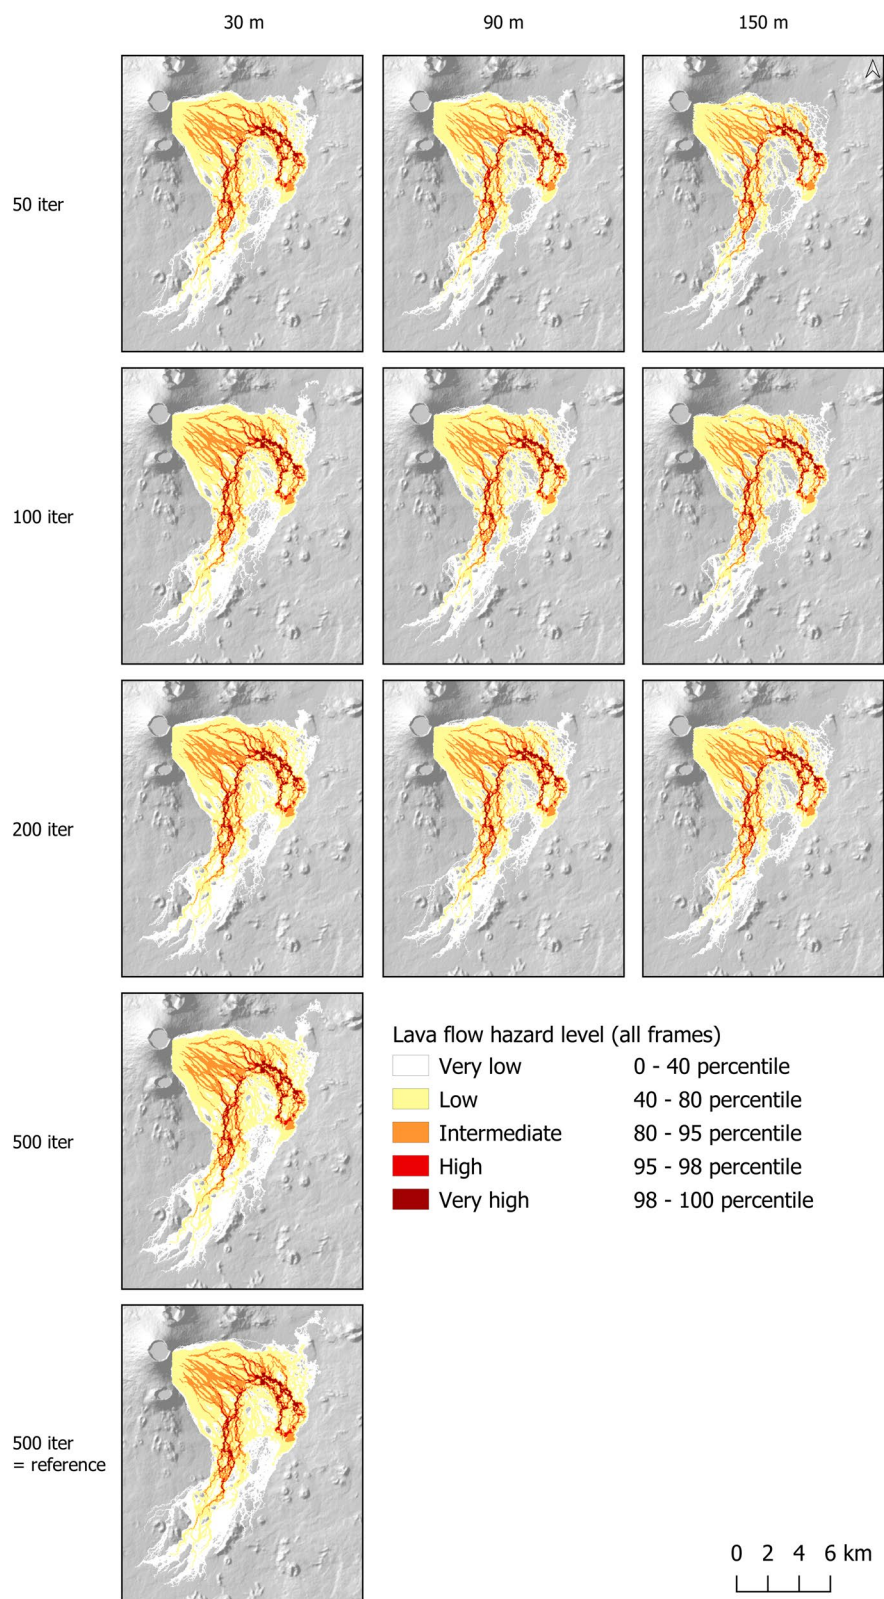 30 m
90 m
150 m
50 iter
100 iter
200 iter
500 iter
Lava flow hazard level (all frames)
Very low 0 - 40 percentile
Low 40 - 80 percentile
Intermediate 80 - 95 percentile
High 95 - 98 percentile
Very high 98 - 100 percentile
500 iter
= reference
0 2 4 6 km